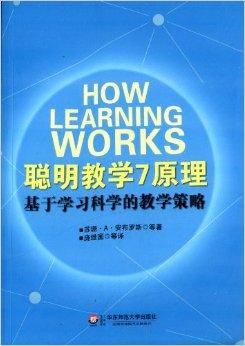 HOW
LEARNING
WORKS
聪明教学7原理
基于学习科学的教学策略
苏珊·A·安布罗斯 等著
庞维国 等译
华东师范大学出版社